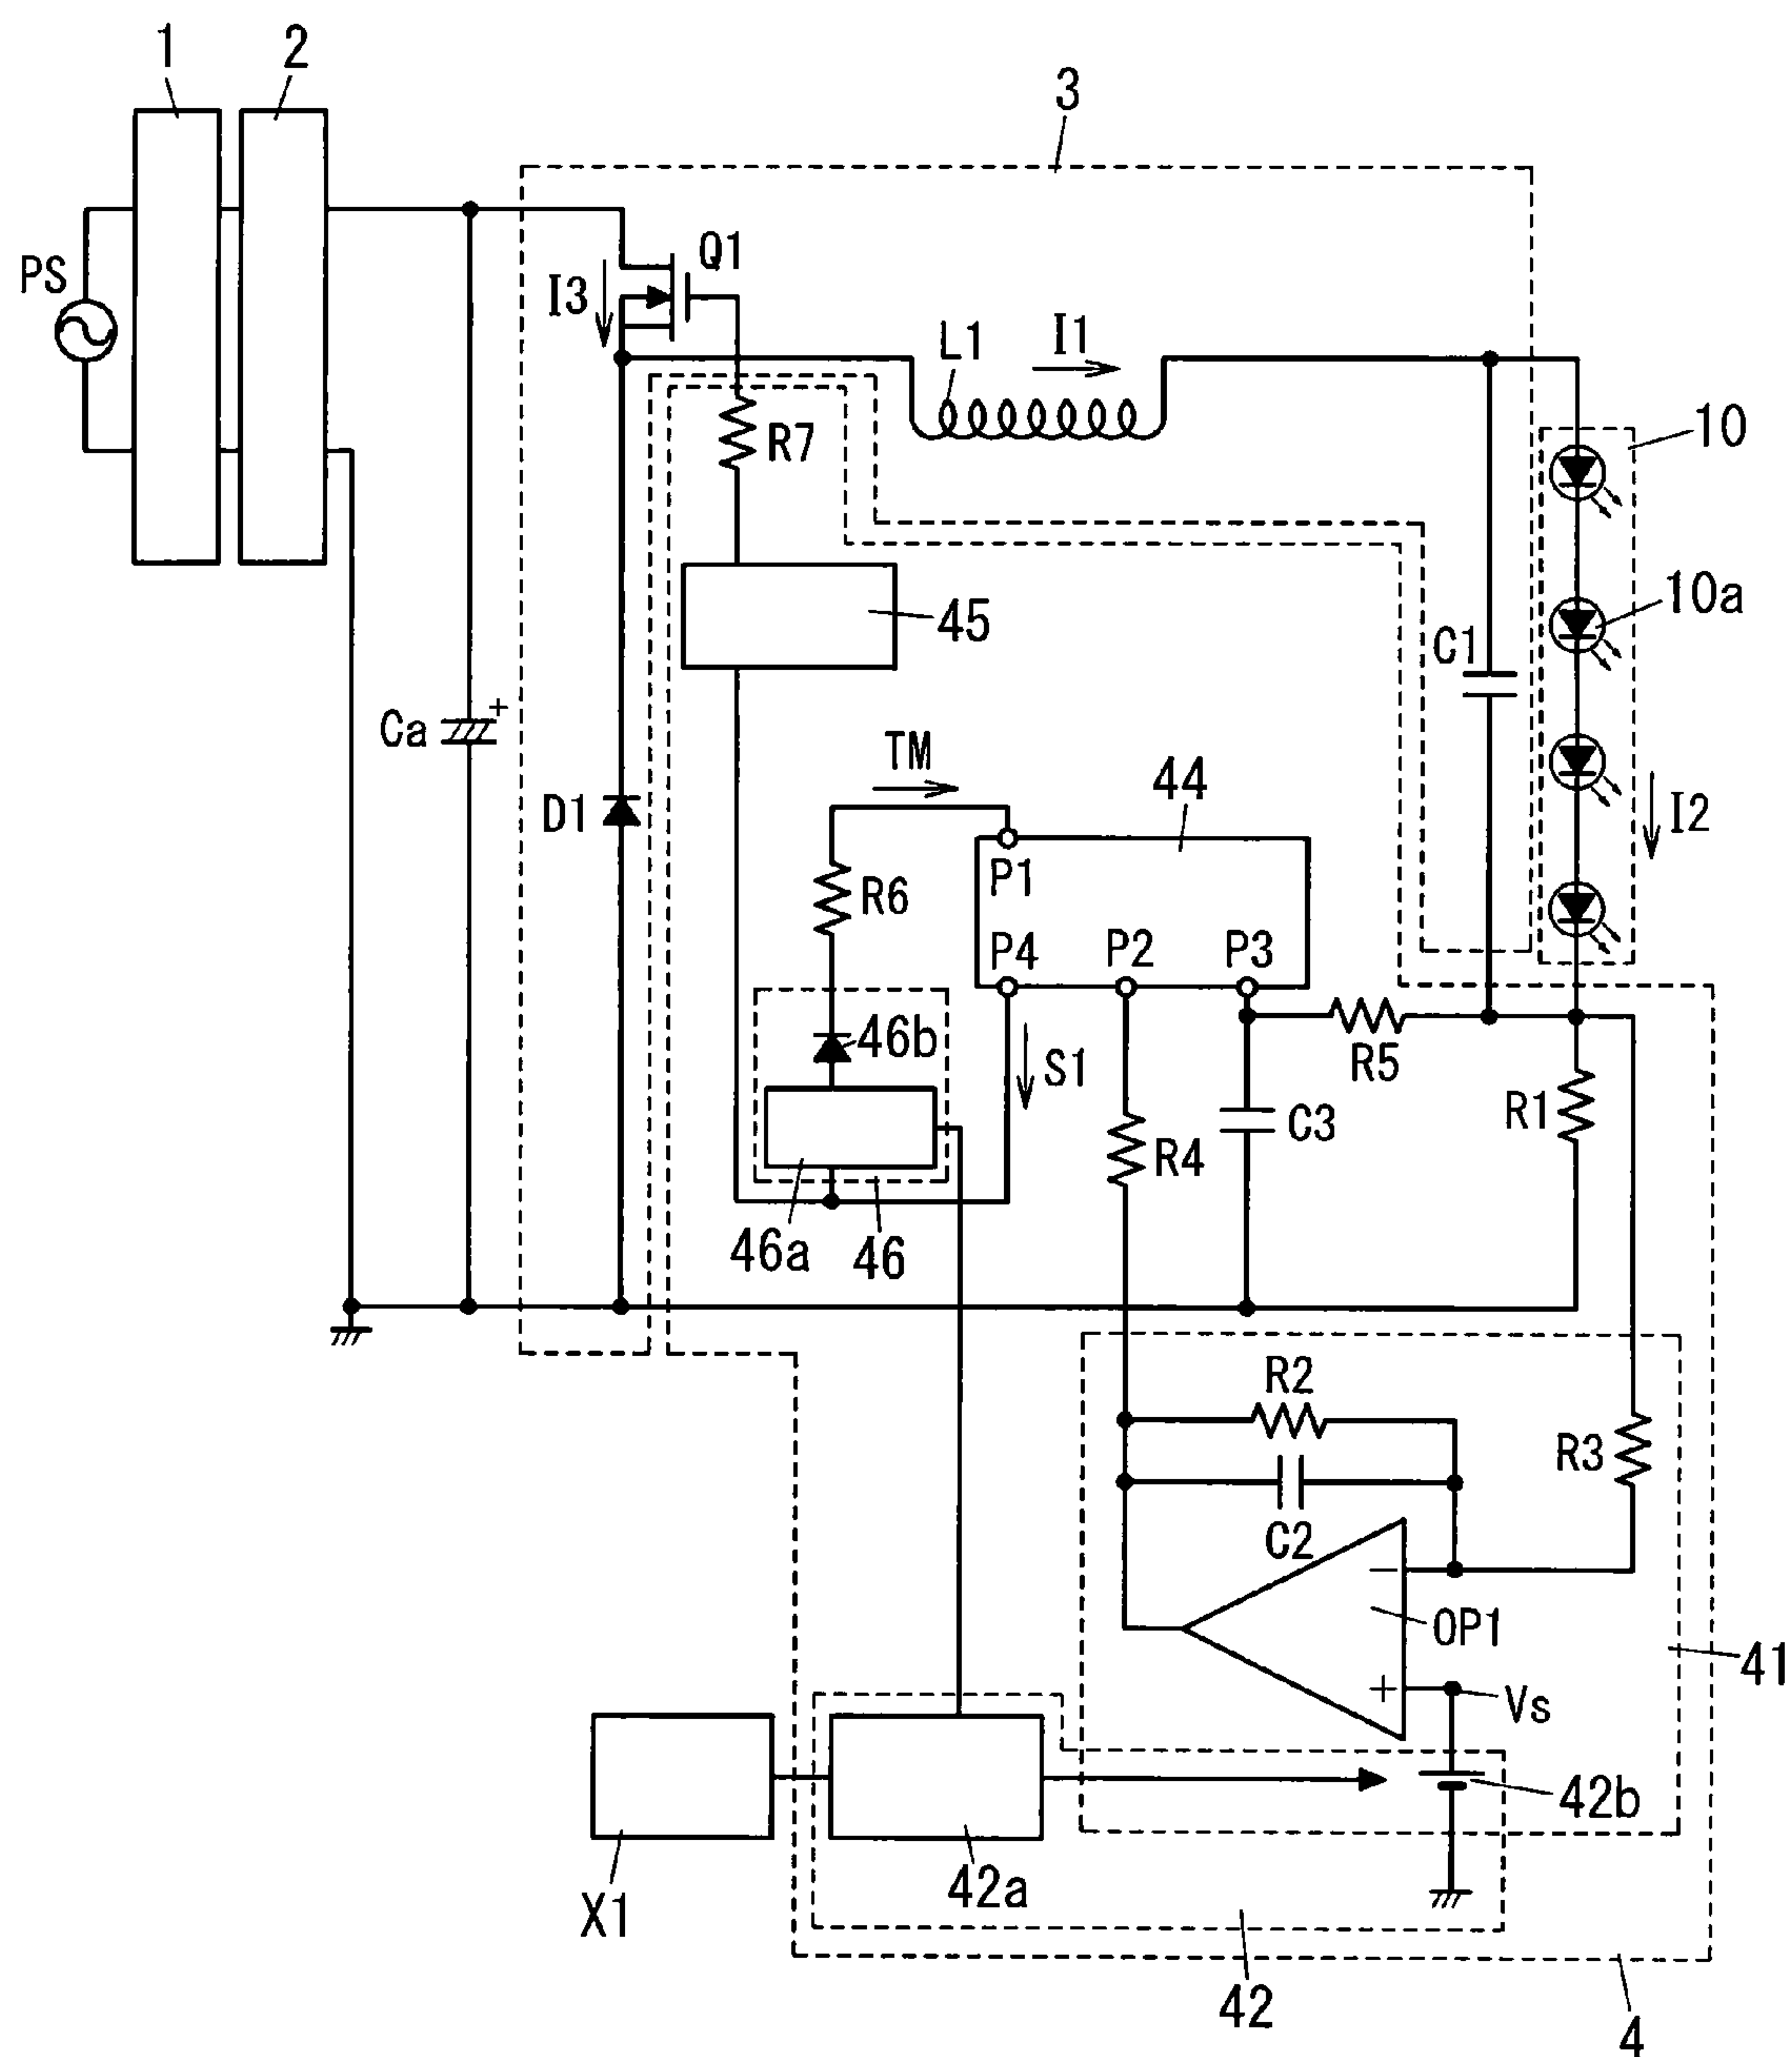 1
2
3
PS
I3
Q1
L1
I1
R7
10
10a
45
C1
Ca
+
TM
44
D1
I2
P1
R6
P4
P2
P3
46b
S1
R5
R1
C3
R4
46a
46
R2
R3
C2
−
OP1
41
+
Vs
42b
42a
X1
42
4